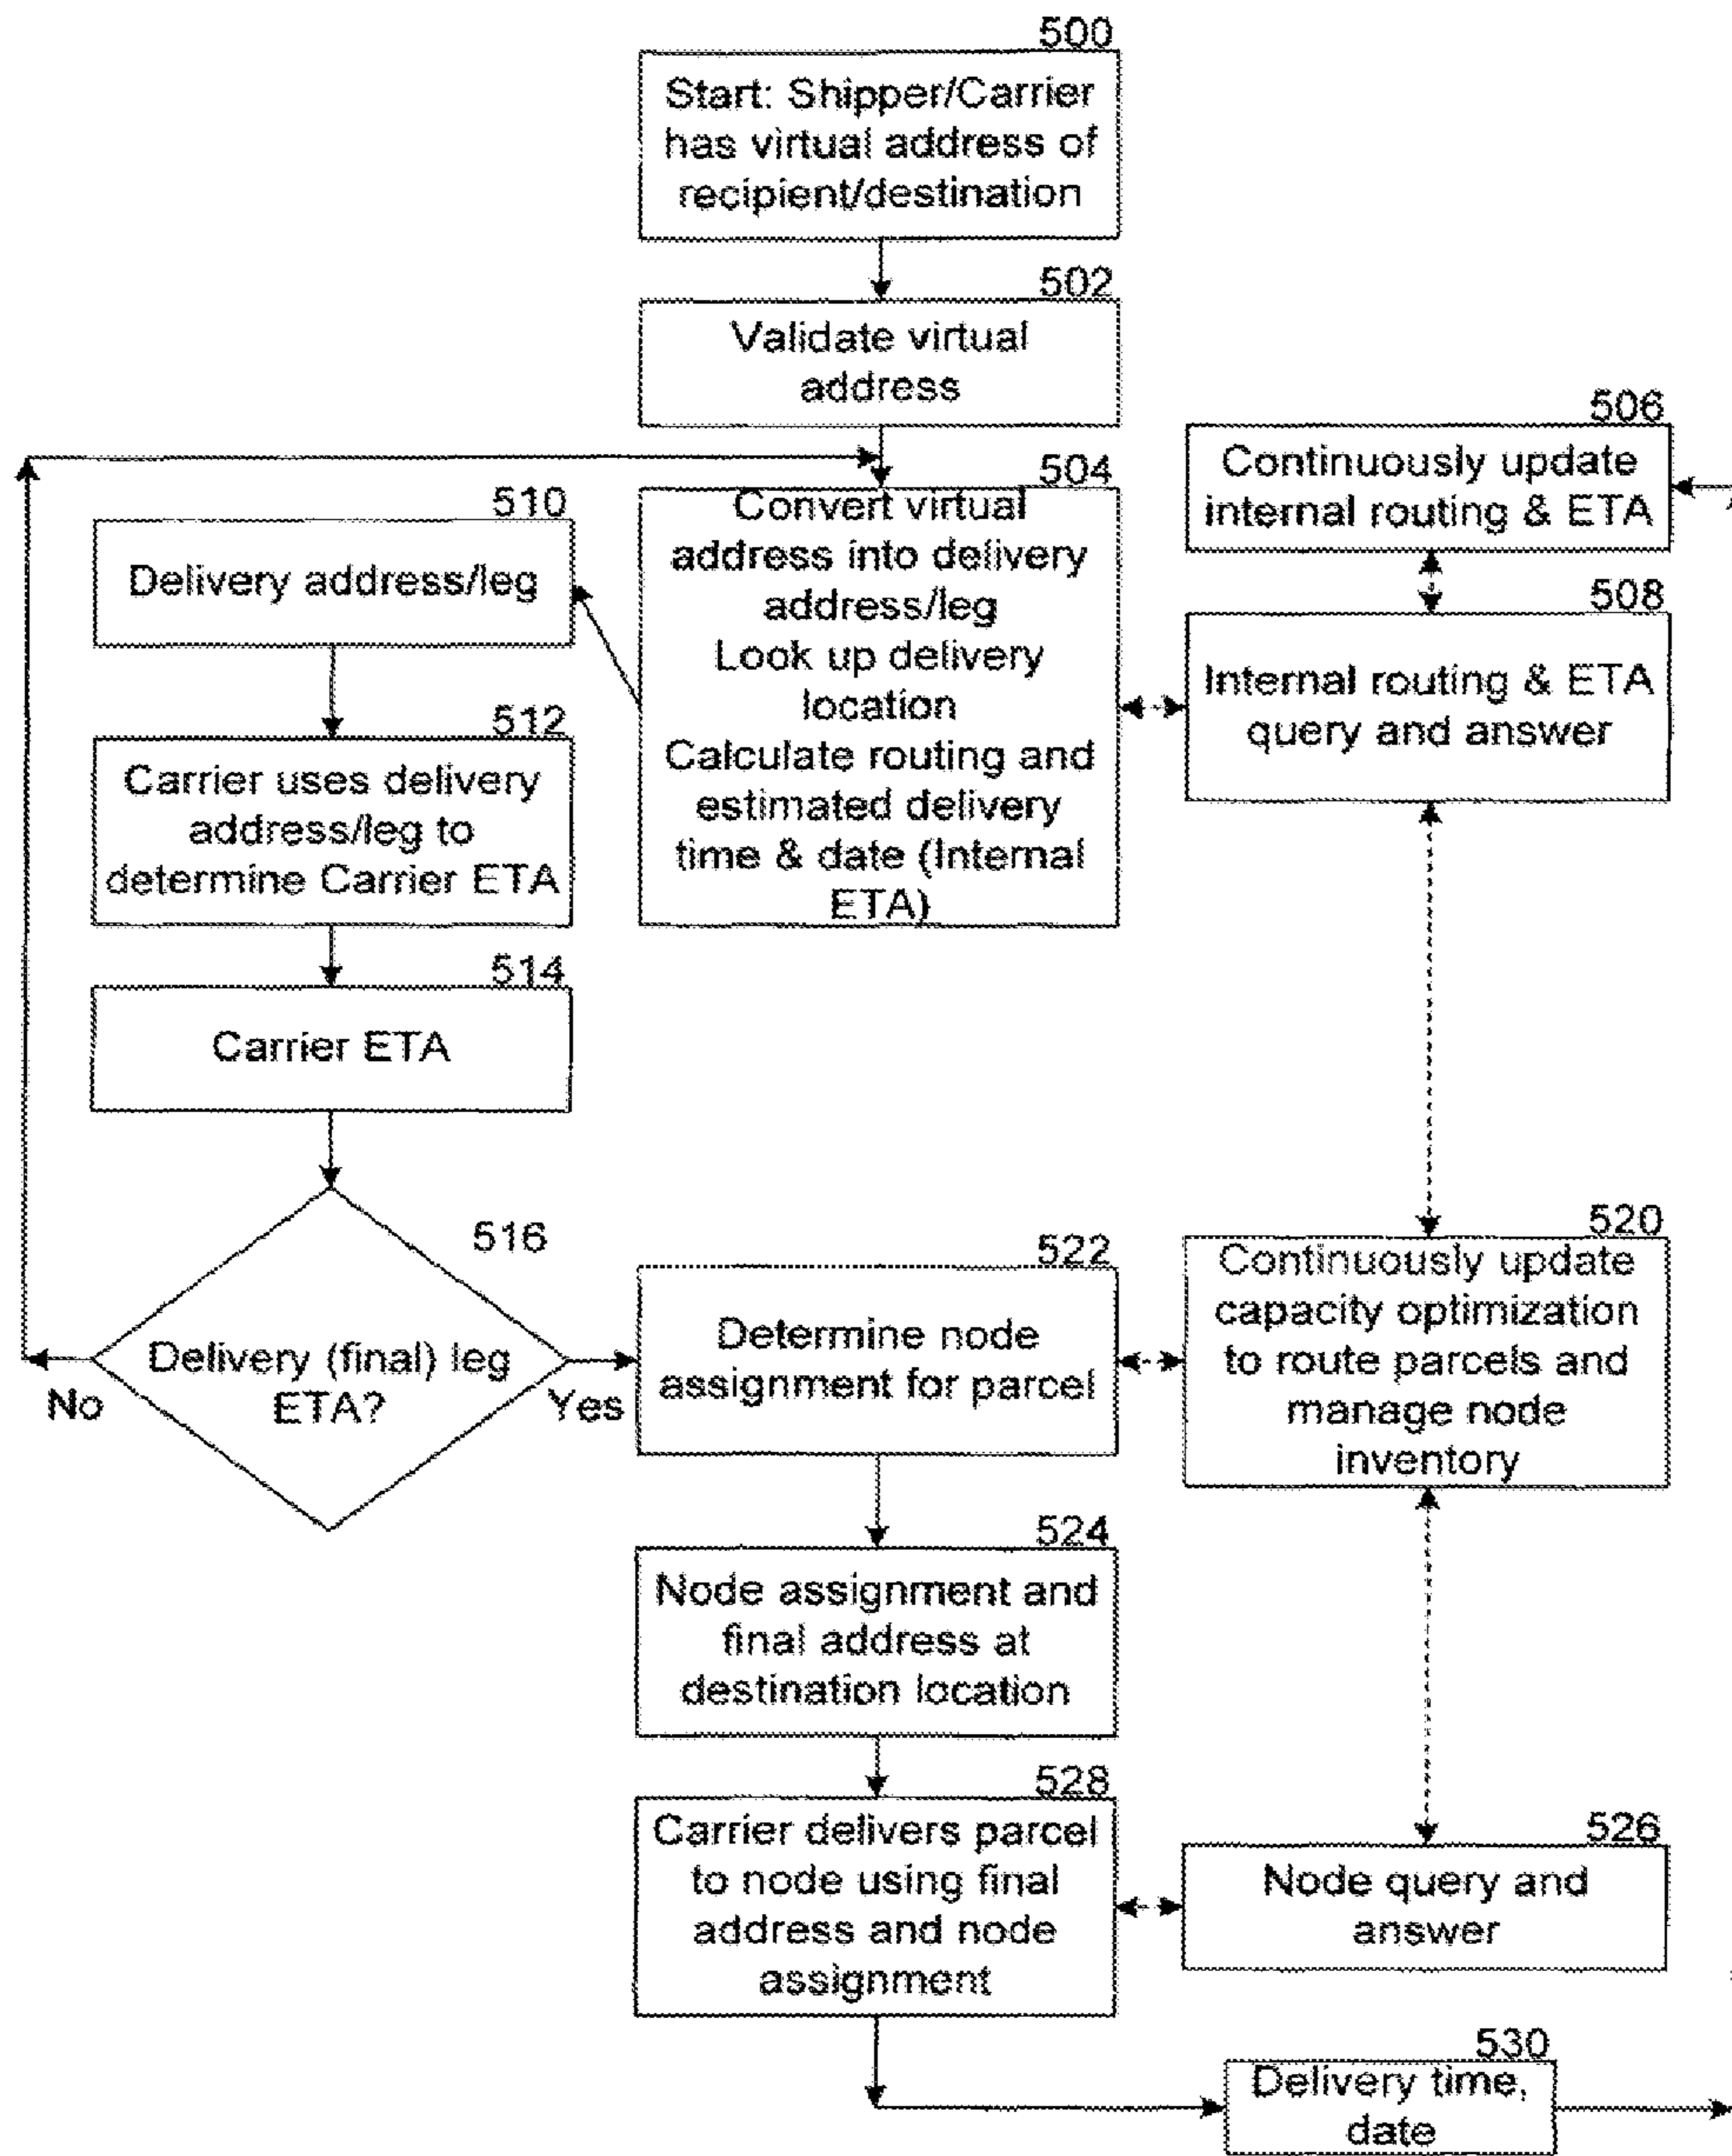 500
Start: Shipper/Carrier
has virtual address of
recipient/destination
502
Validate virtual
address
504
Convert virtual
address into delivery
address/leg
Look up delivery
location
Calculate routing and
estimated delivery
time & date (Internal
ETA)
506
Continuously update
internal routing & ETA
508
Internal routing & ETA
query and answer
510
Delivery address/leg
512
Carrier uses delivery
address/leg to
determine Carrier ETA
514
Carrier ETA
516
Delivery (final) leg
ETA?
No
Yes
522
Determine node
assignment for parcel
520
Continuously update
capacity optimization
to route parcels and
manage node
inventory
524
Node assignment and
final address at
destination location
528
Carrier delivers parcel
to node using final
address and node
assignment
526
Node query and
answer
530
Delivery time,
date